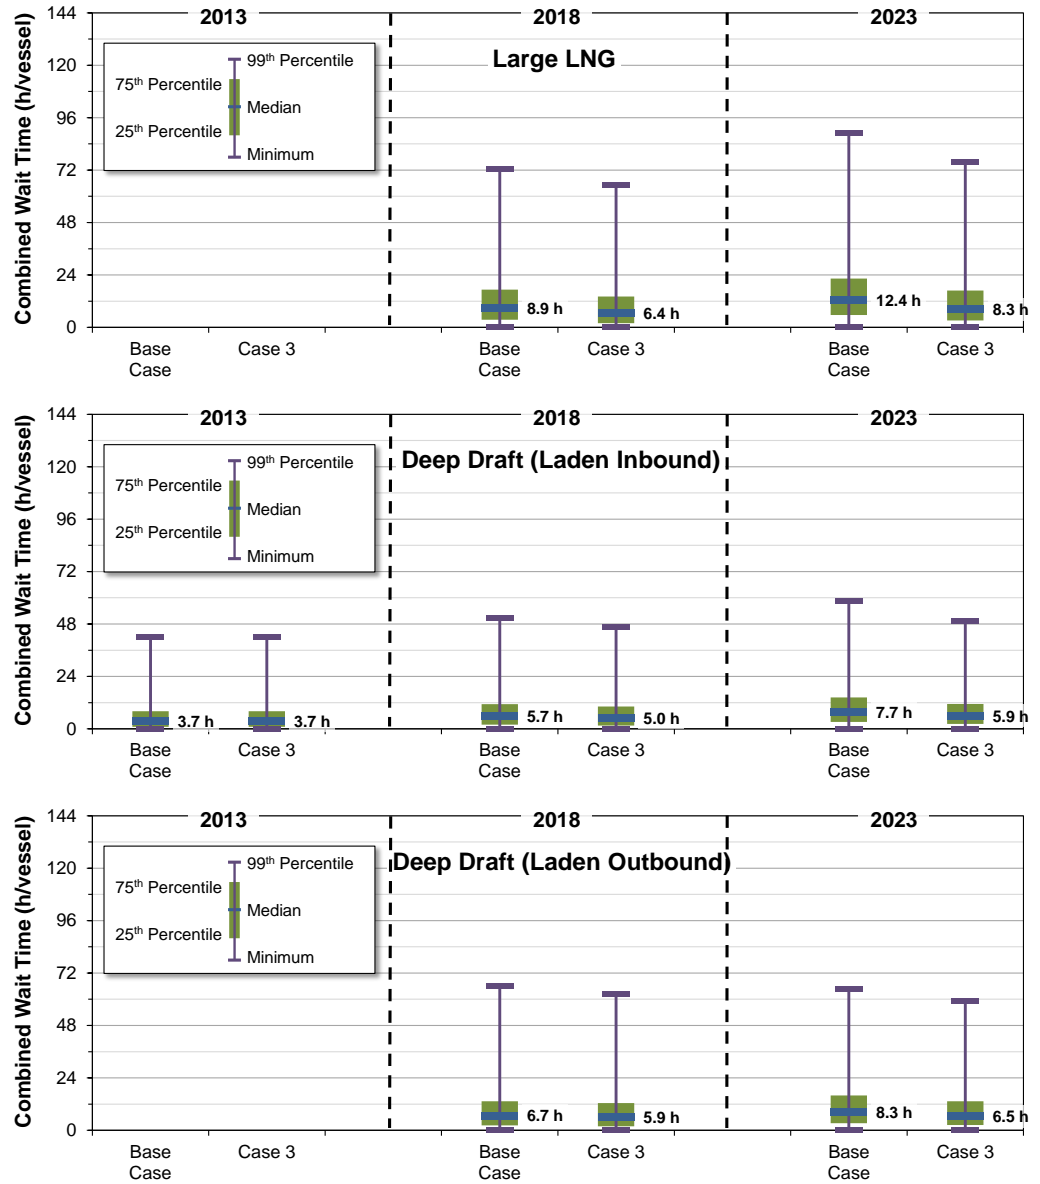 2013 2018 2023
Large LNG
Combined Wait Time (h/vessel)
144
120
96
72
48
24
0
99th Percentile
75th Percentile
Median
25th Percentile
Minimum
8.9 h 6.4 h 12.4 h 8.3 h
Base Case 3 Base Case 3 Base Case 3
Case Case Case
2013 2018 2023
Deep Draft (Laden Inbound)
Combined Wait Time (h/vessel)
144
120
96
72
48
24
0
99th Percentile
75th Percentile
Median
25th Percentile
Minimum
3.7 h 3.7 h 5.7 h 5.0 h 7.7 h 5.9 h
Base Case 3 Base Case 3 Base Case 3
Case Case Case
2013 2018 2023
Deep Draft (Laden Outbound)
Combined Wait Time (h/vessel)
144
120
96
72
48
24
0
99th Percentile
75th Percentile
Median
25th Percentile
Minimum
6.7 h 5.9 h 8.3 h 6.5 h
Base Case 3 Base Case 3 Base Case 3
Case Case Case